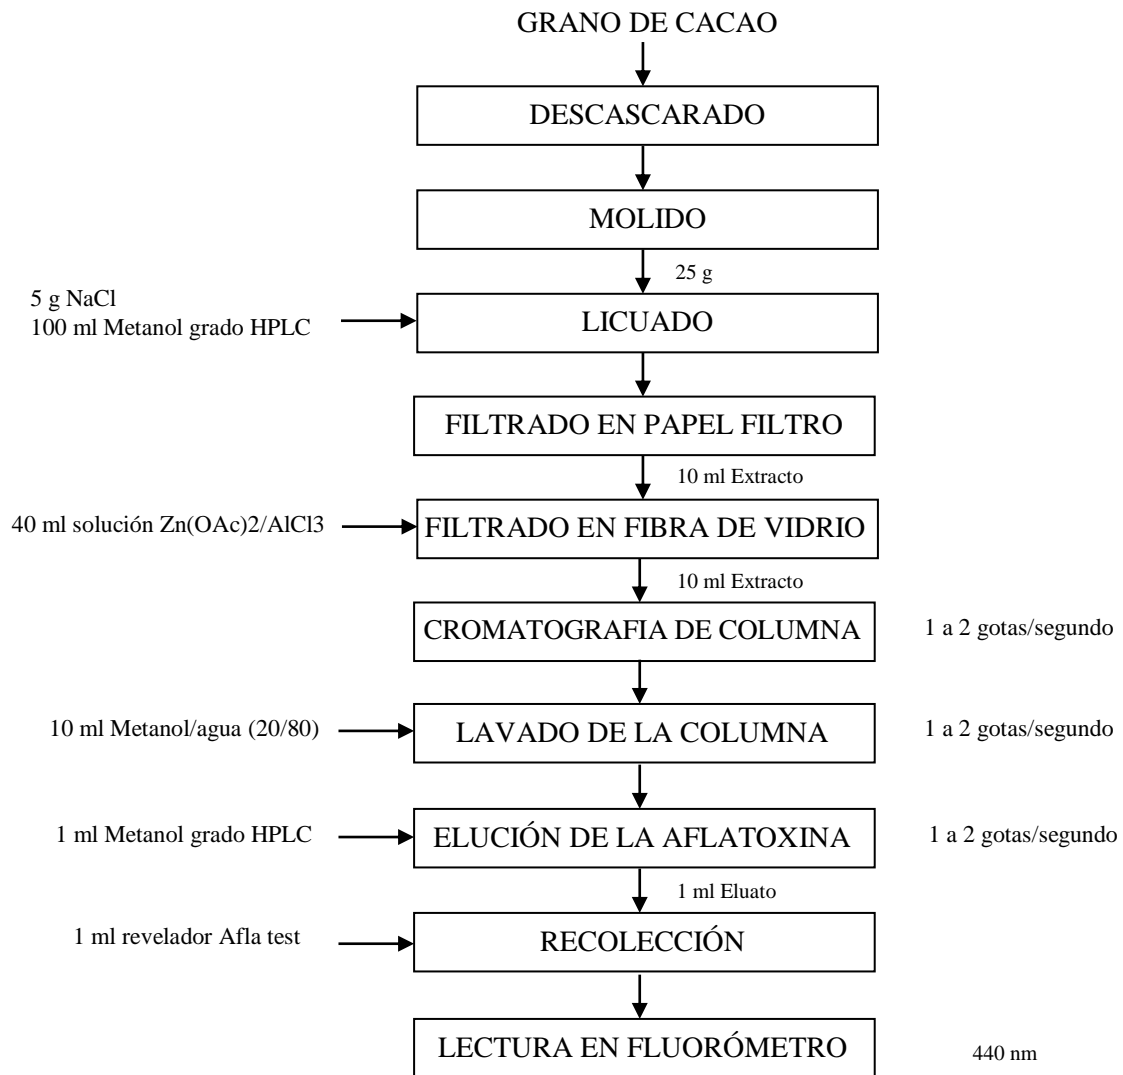 GRANO DE CACAO
DESCASCARADO
MOLIDO
25 g
5 g NaCl
100 ml Metanol grado HPLC
LICUADO
FILTRADO EN PAPEL FILTRO
10 ml Extracto
40 ml solución Zn(OAc)2/AlCl3
FILTRADO EN FIBRA DE VIDRIO
10 ml Extracto
CROMATOGRAFIA DE COLUMNA
1 a 2 gotas/segundo
10 ml Metanol/agua (20/80)
LAVADO DE LA COLUMNA
1 a 2 gotas/segundo
1 ml Metanol grado HPLC
ELUCIÓN DE LA AFLATOXINA
1 a 2 gotas/segundo
1 ml Eluato
1 ml revelador Afla test
RECOLECCIÓN
LECTURA EN FLUORÓMETRO
440 nm